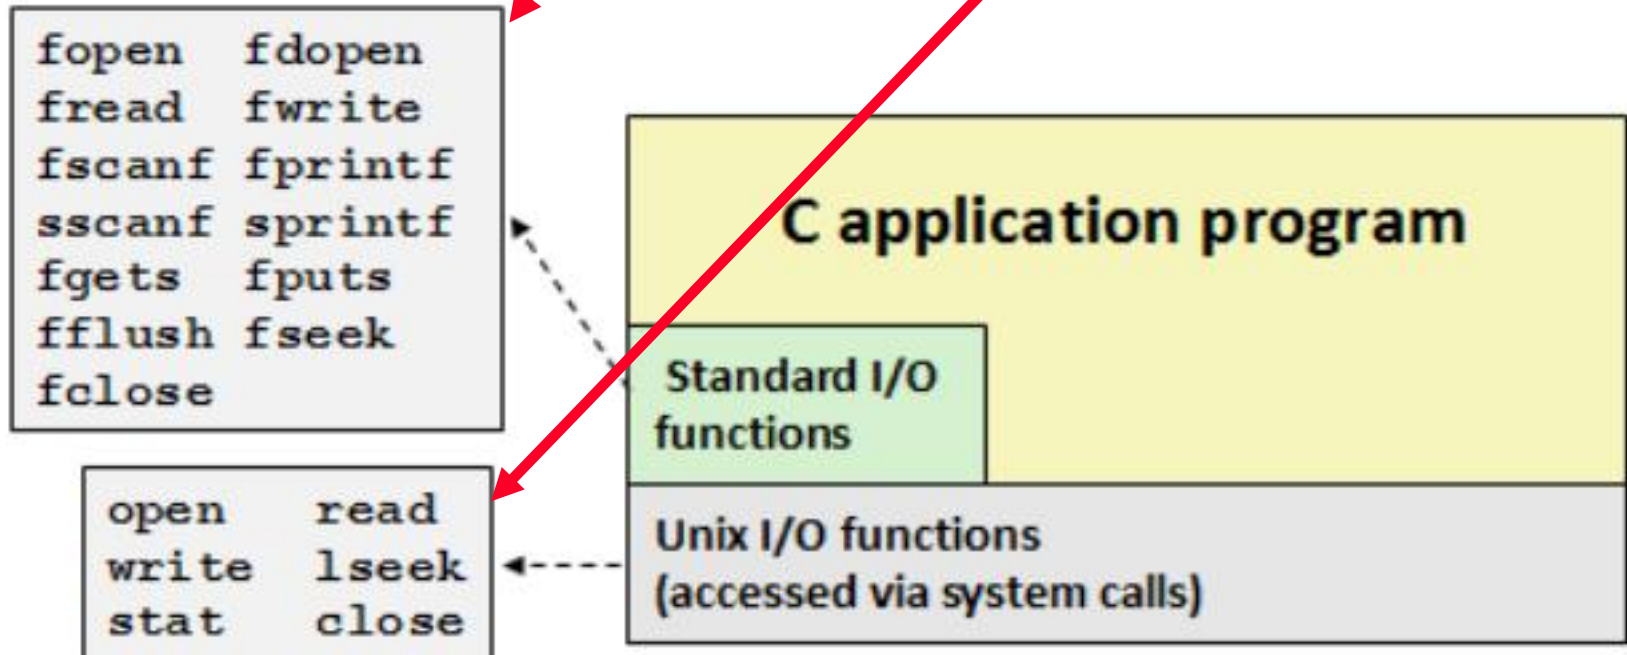 fopen fdopen
fread fwrite
fscanf fprintf
sscanf sprintf
fgets fputs
fflush fseek
fclose
C application program
Standard I/O
functions
open read
write lseek
stat close
Unix I/O functions
(accessed via system calls)